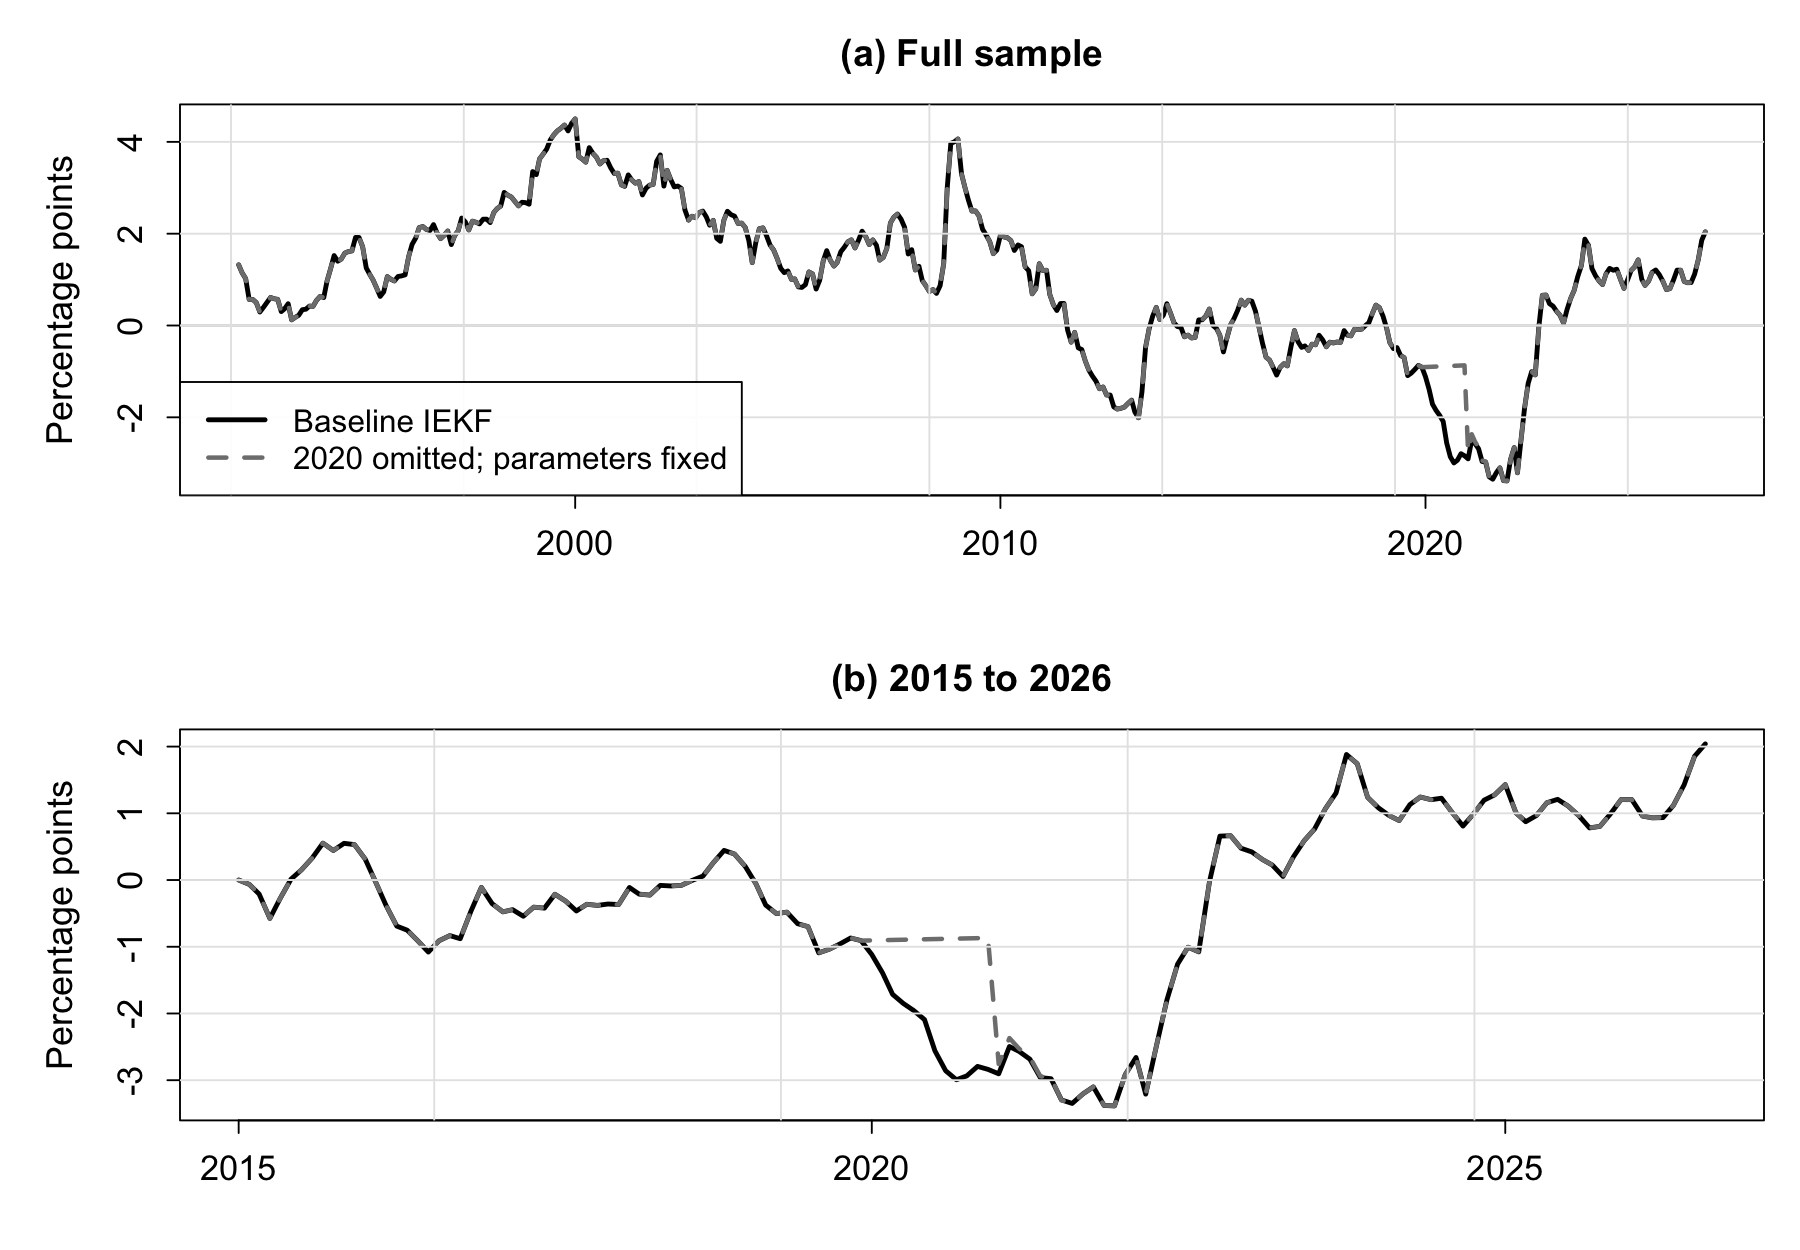 (a) Full sample
Percentage points
4
2
0
-2
Baseline IEKF
2020 omitted; parameters fixed
2000
2010
2020
(b) 2015 to 2026
Percentage points
2
1
0
-1
-2
-3
2015
2020
2025